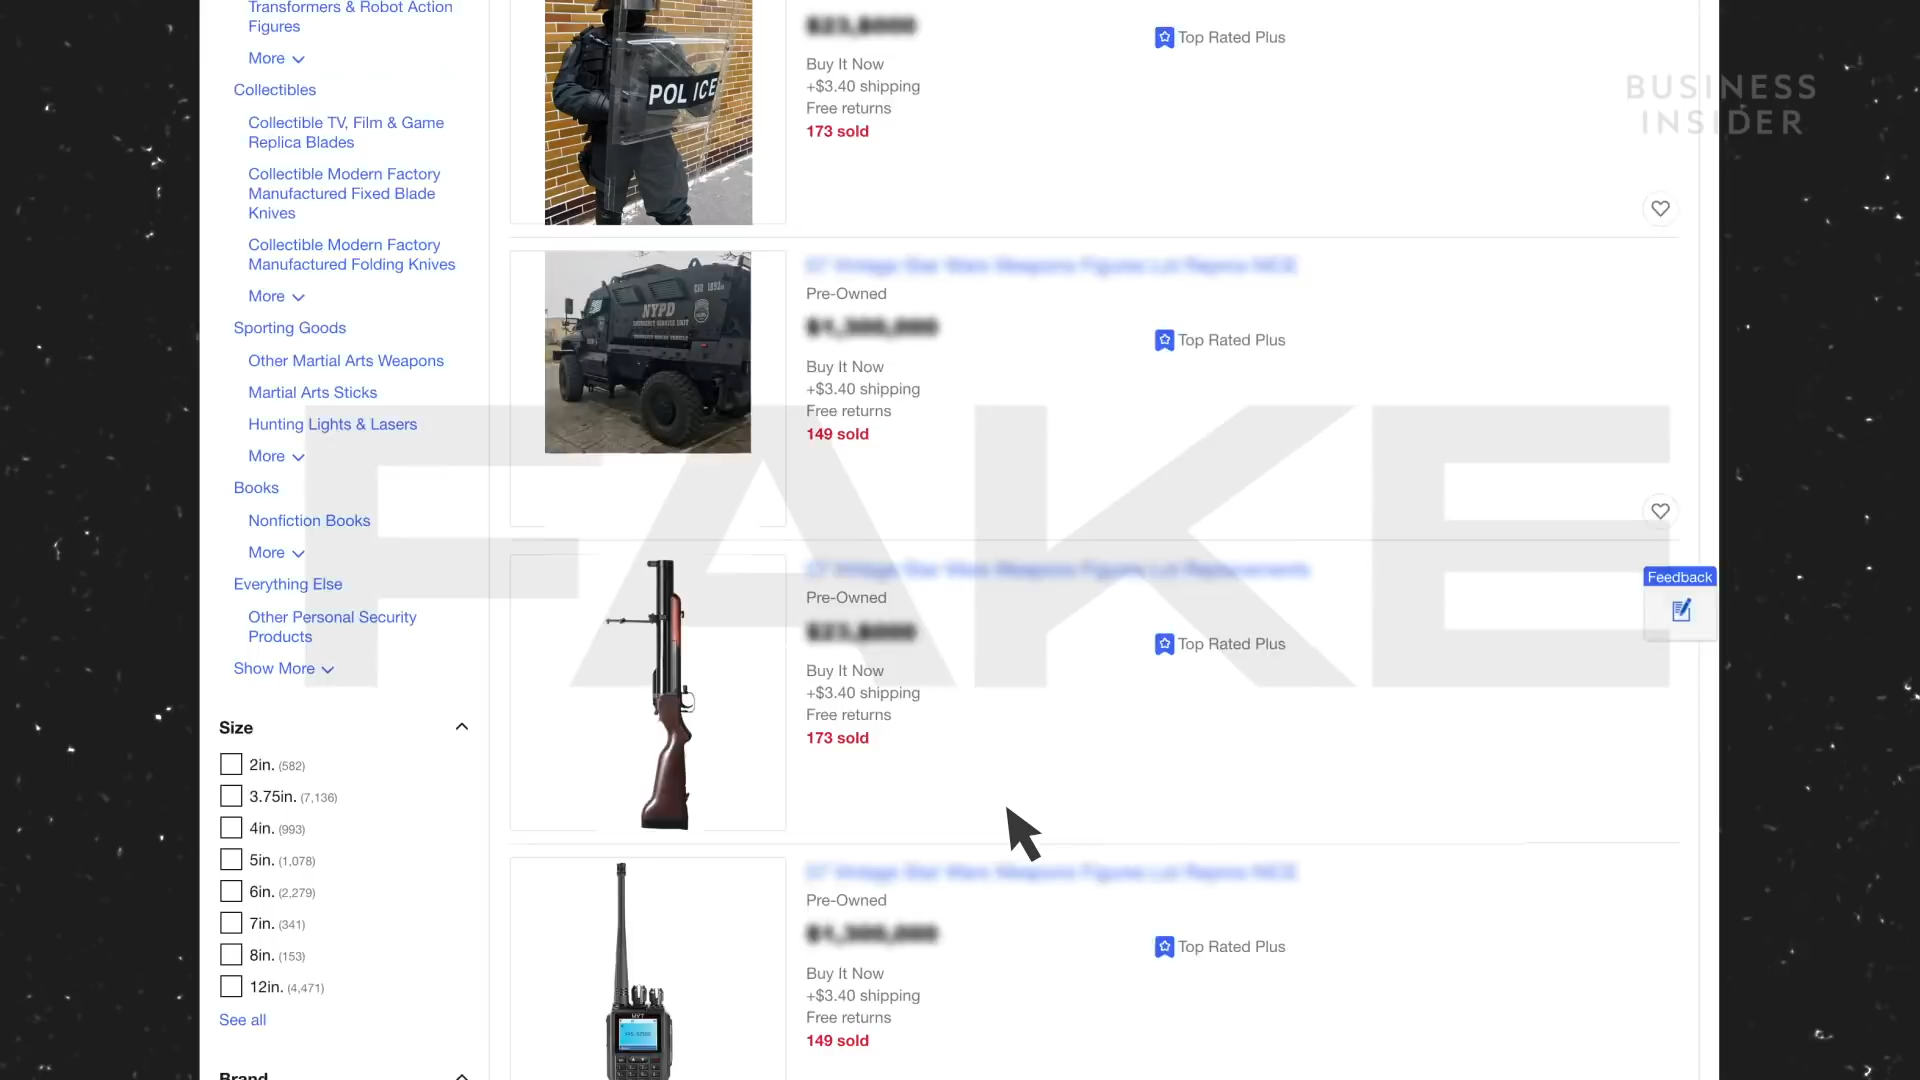 Transformers & Robot Action
Figures
More
Collectibles
Collectible TV, Film & Game
Replica Blades
Collectible Modern Factory
Manufactured Fixed Blade
Knives
Collectible Modern Factory
Manufactured Folding Knives
More
Sporting Goods
Other Martial Arts Weapons
Martial Arts Sticks
Hunting Lights & Lasers
More
Books
Nonfiction Books
More
Everything Else
Other Personal Security
Products
Show More
Size
2in. (582)
3.75in. (7,136)
4in. (993)
5in. (1,078)
6in. (2,279)
7in. (341)
8in. (153)
12in. (4,471)
See all
Brand
POLICE
Buy It Now
+$3.40 shipping
Free returns
173 sold
Top Rated Plus
NYPD
Pre-Owned
Buy It Now
+$3.40 shipping
Free returns
149 sold
Top Rated Plus
Pre-Owned
Buy It Now
+$3.40 shipping
Free returns
173 sold
Top Rated Plus
Pre-Owned
Buy It Now
+$3.40 shipping
Free returns
149 sold
Top Rated Plus
FAKE
Feedback
BUSINESS
INSIDER